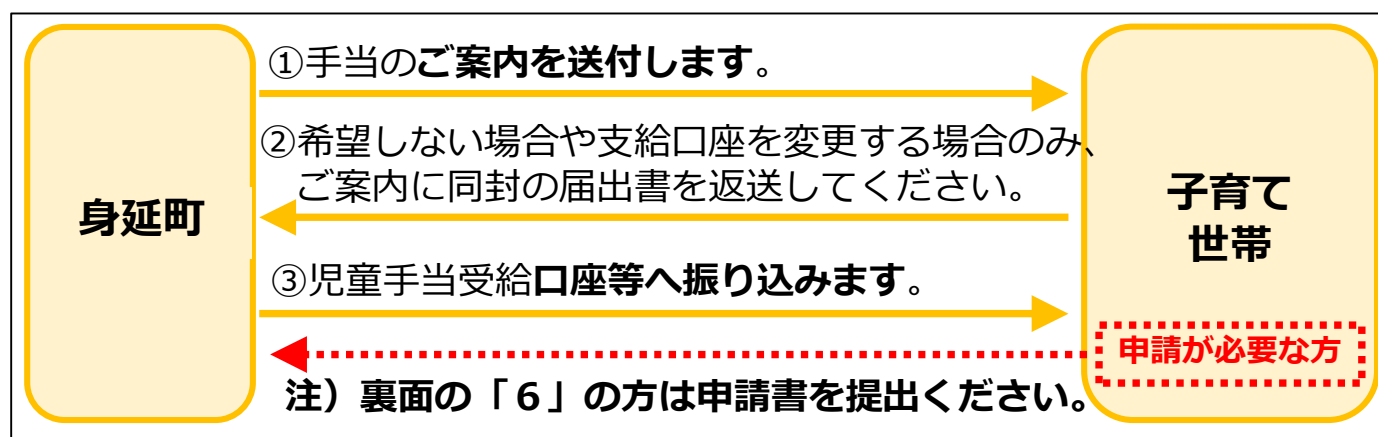 身延町
①手当のご案内を送付します。
②希望しない場合や支給口座を変更する場合のみ、
ご案内に同封の届出書を返送してください。
③児童手当受給口座等へ振り込みます。
注）裏面の「６」の方は申請書を提出ください。
子育て
世帯
申請が必要な方